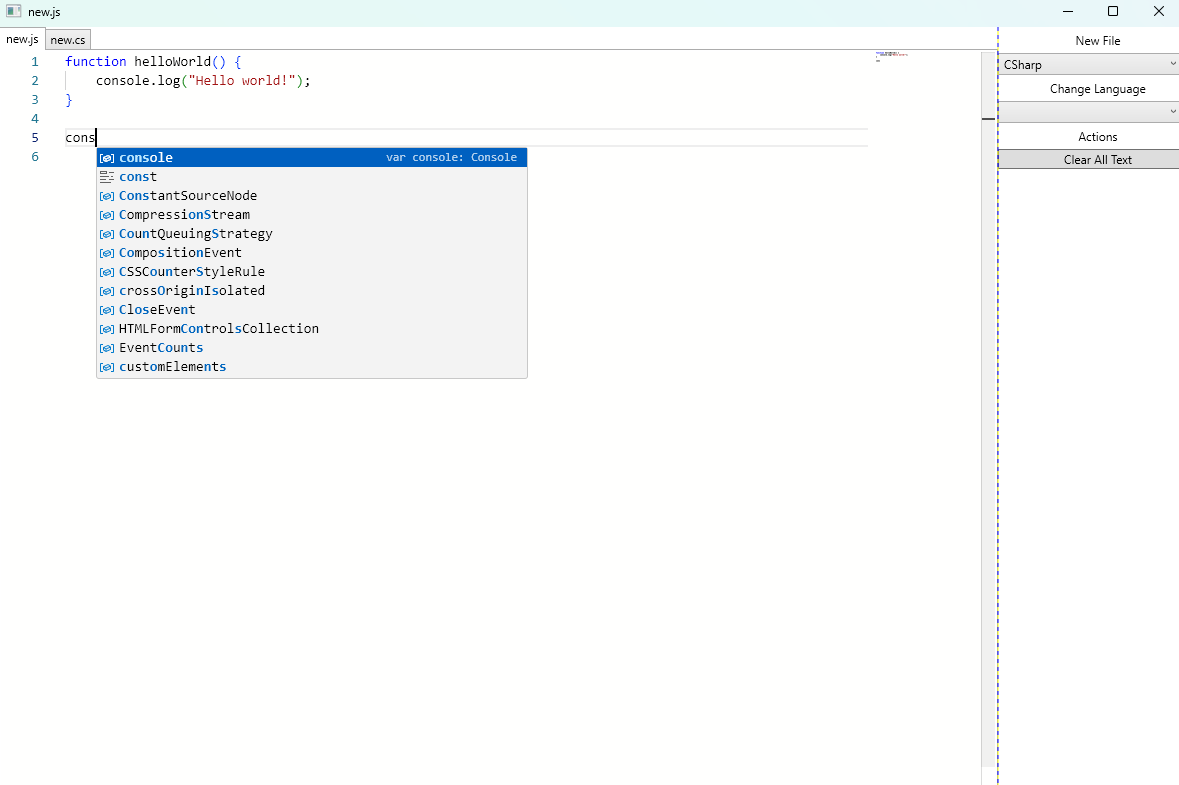 new.js
new.js new.cs
1 function helloWorld() {
2 console.log("Hello world!");
3 }
4
5 cons
6
console var console: Console
const
ConstantSourceNode
CompressionStream
CountQueuingStrategy
CompositionEvent
CSSCounterStyleRule
crossOriginIsolated
CloseEvent
HTMLFormControlsCollection
EventCounts
customElements
New File
CSharp
Change Language
Actions
Clear All Text